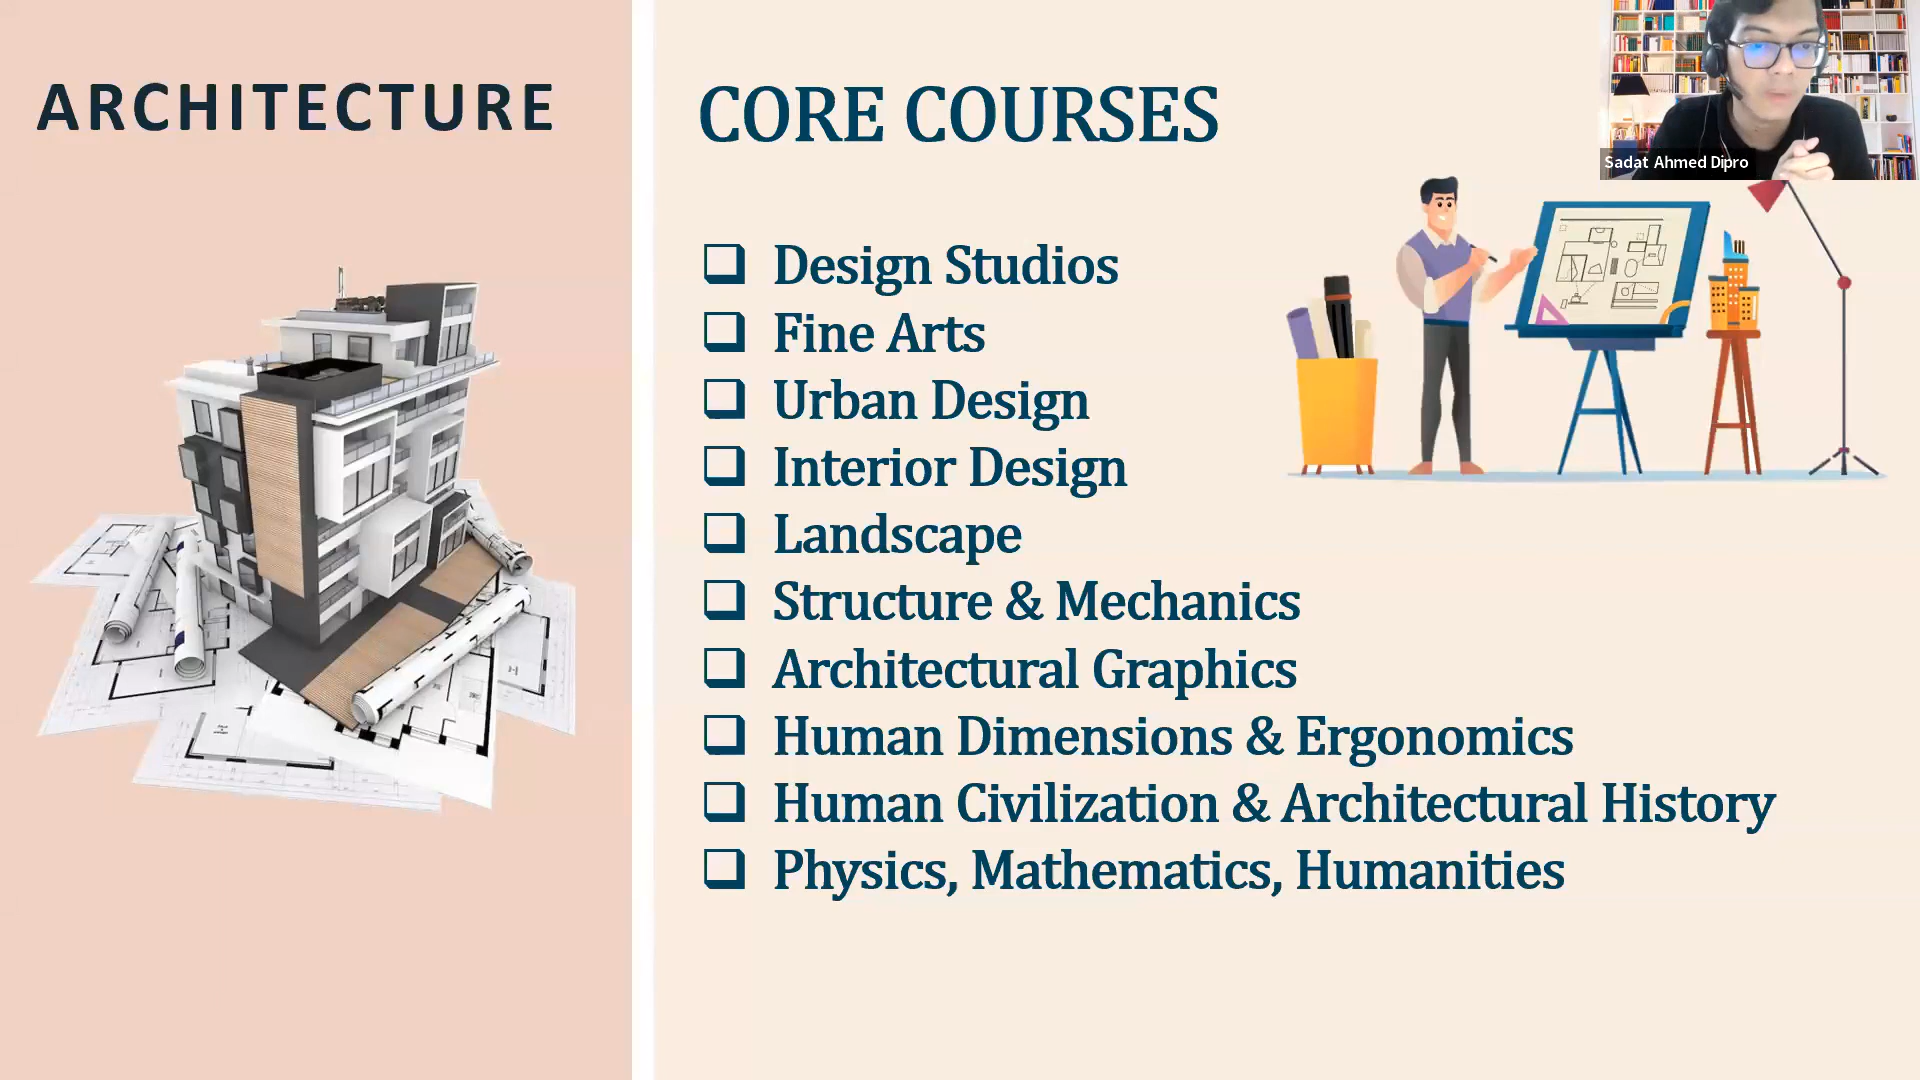 ARCHITECTURE
CORE COURSES
Sadat Ahmed Dipro
Design Studios
Fine Arts
Urban Design
Interior Design
Landscape
Structure & Mechanics
Architectural Graphics
Human Dimensions & Ergonomics
Human Civilization & Architectural History
Physics, Mathematics, Humanities